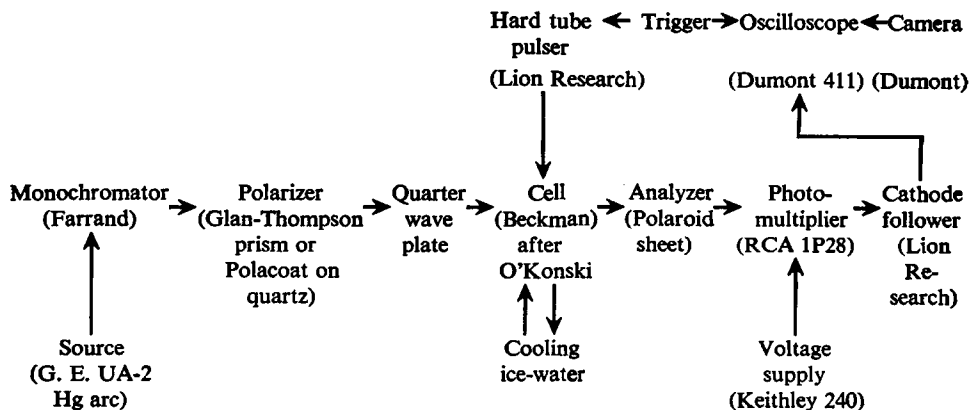 Hard tube ← Trigger → Oscilloscope ← Camera
pulser
(Lion Research)
(Dumont 411) (Dumont)
Monochromator
(Farrand)
Polarizer
(Glan-Thompson
prism or
Polacoat on
quartz)
Quarter
wave
plate
Cell
(Beckman)
after
O'Konski
Analyzer
(Polaroid
sheet)
Photo-
multiplier
(RCA 1P28)
Cathode
follower
(Lion
Re-
search)
Source
(G. E. UA-2
Hg arc)
Cooling
ice-water
Voltage
supply
(Keithley 240)